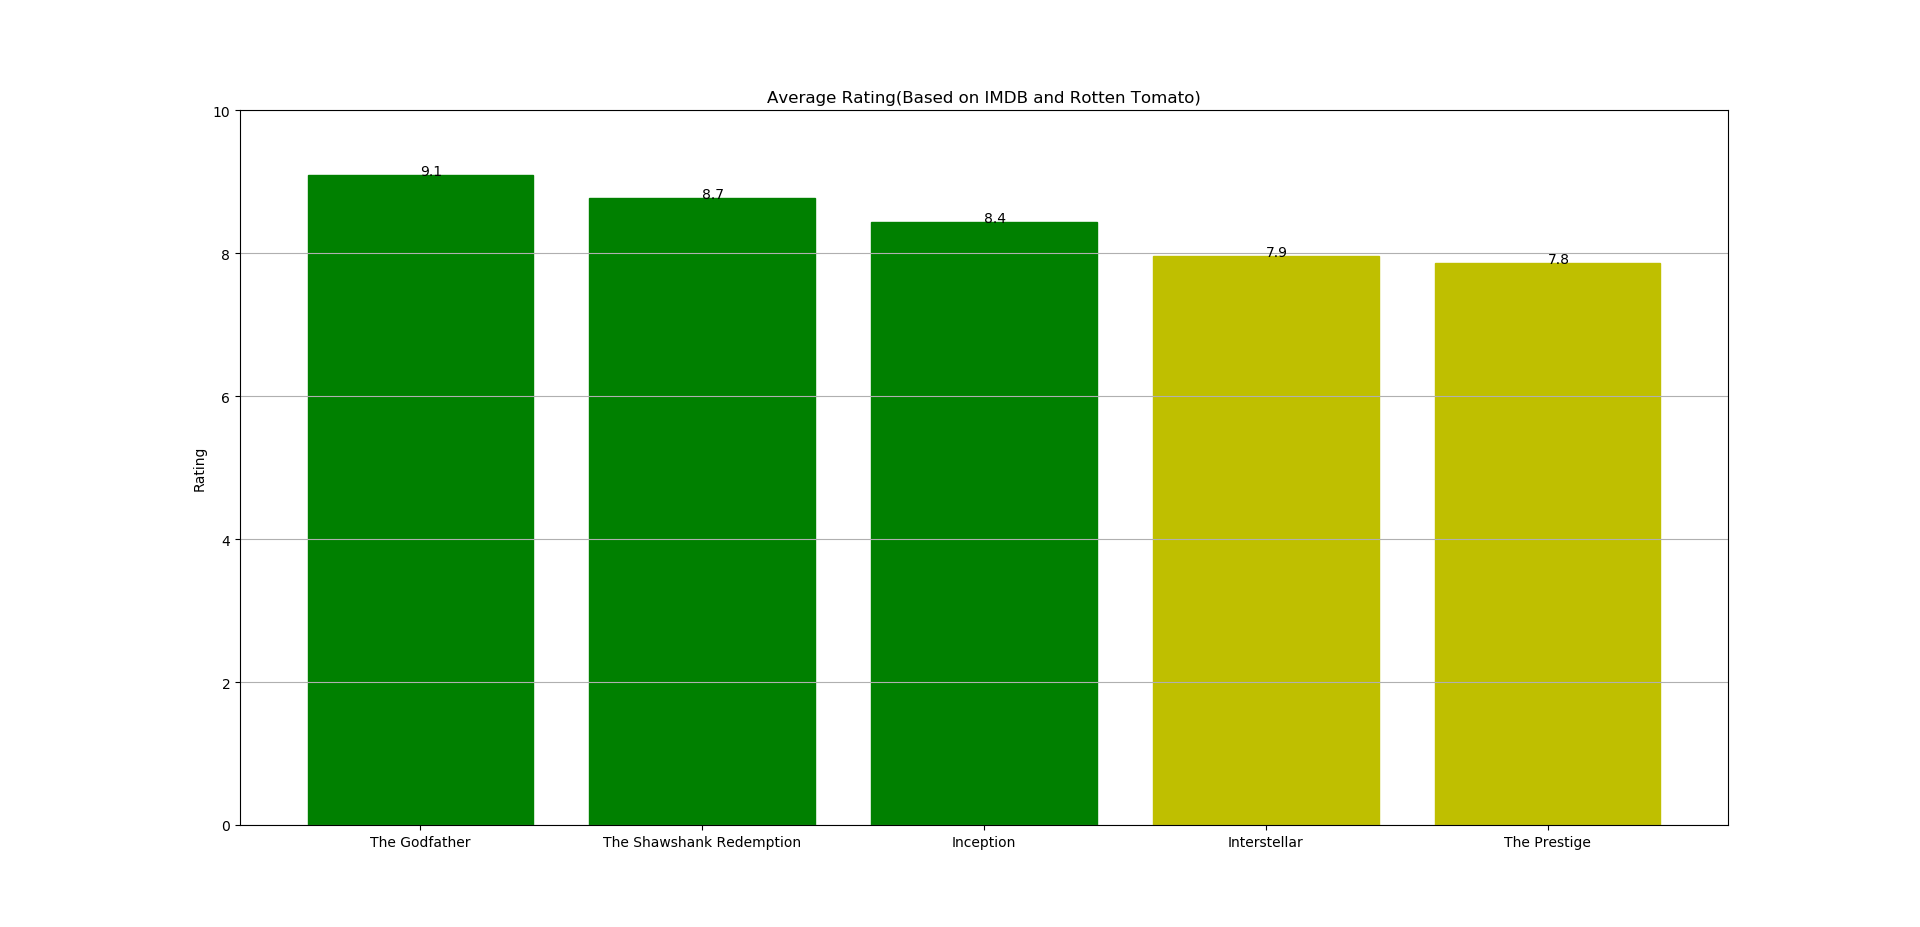 Average Rating(Based on IMDB and Rotten Tomato)
10
8
6
4
2
0
Rating
9.1
8.7
8.4
7.9
7.8
The Godfather
The Shawshank Redemption
Inception
Interstellar
The Prestige